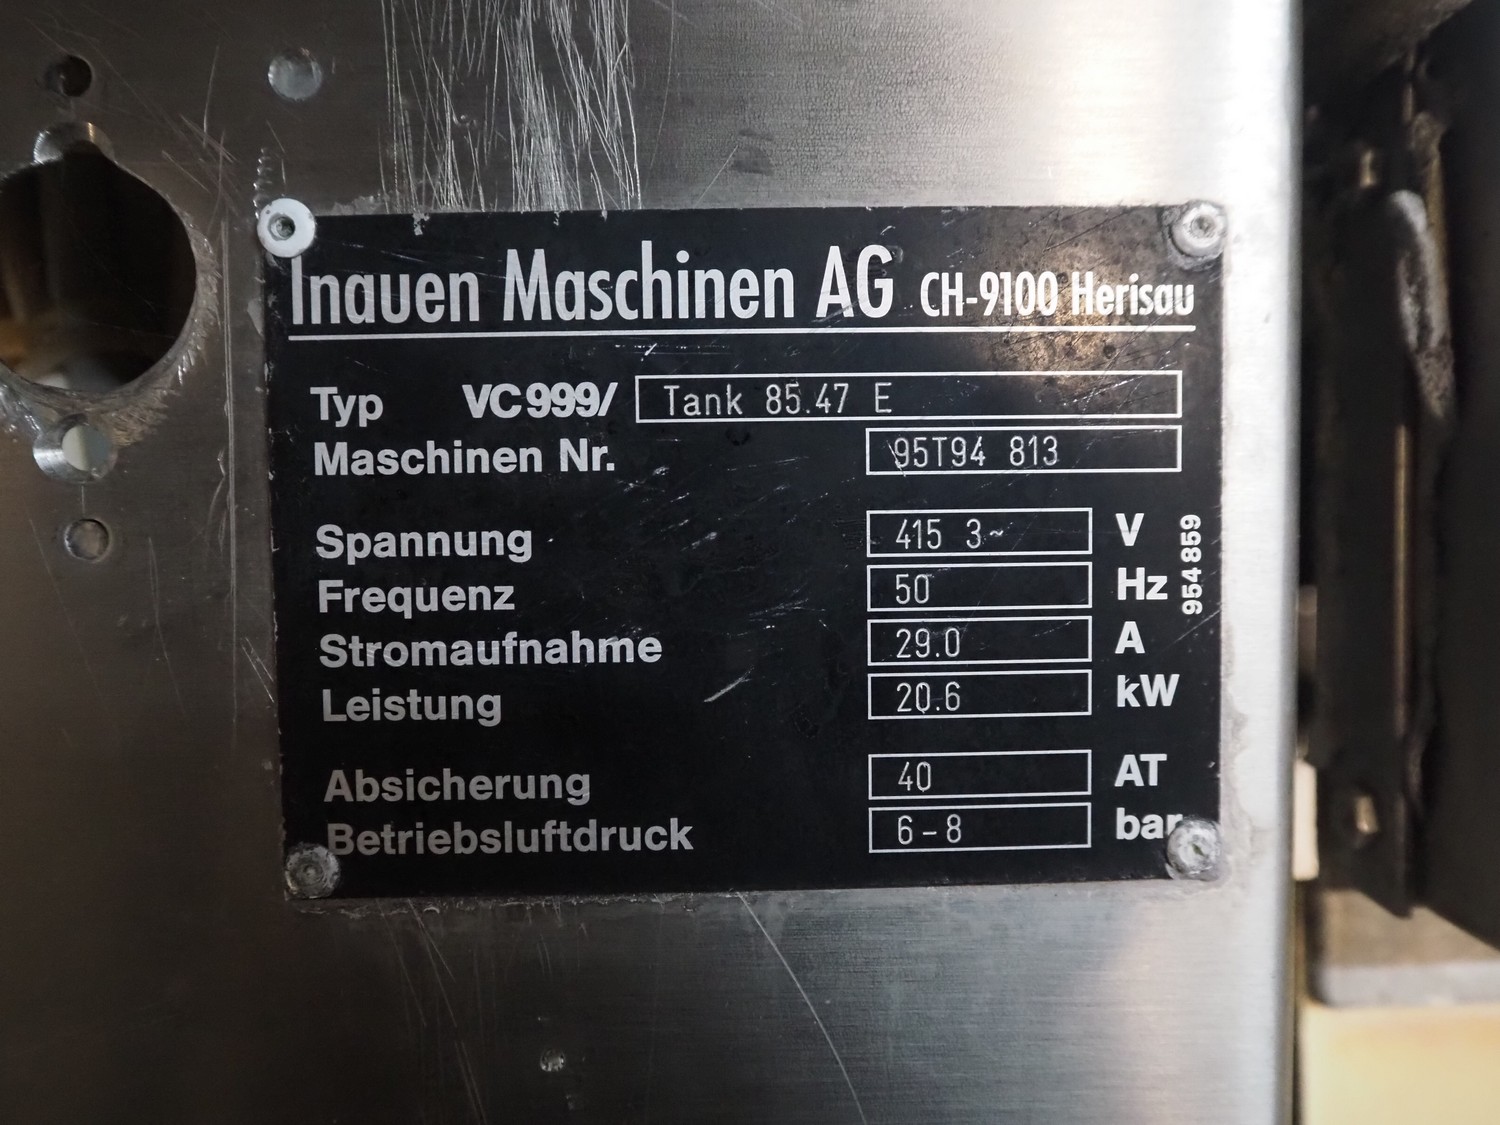 Inauen Maschinen AG CH-9100 Herisau
Typ VC999/ Tank 85.47 E
Maschinen Nr. 95T94 813
Spannung 415 3~ V
Frequenz 50 Hz
Stromaufnahme 29.0 A
Leistung 20.6 kW
Absicherung 40 AT
Betriebsluftdruck 6-8 bar
954 859